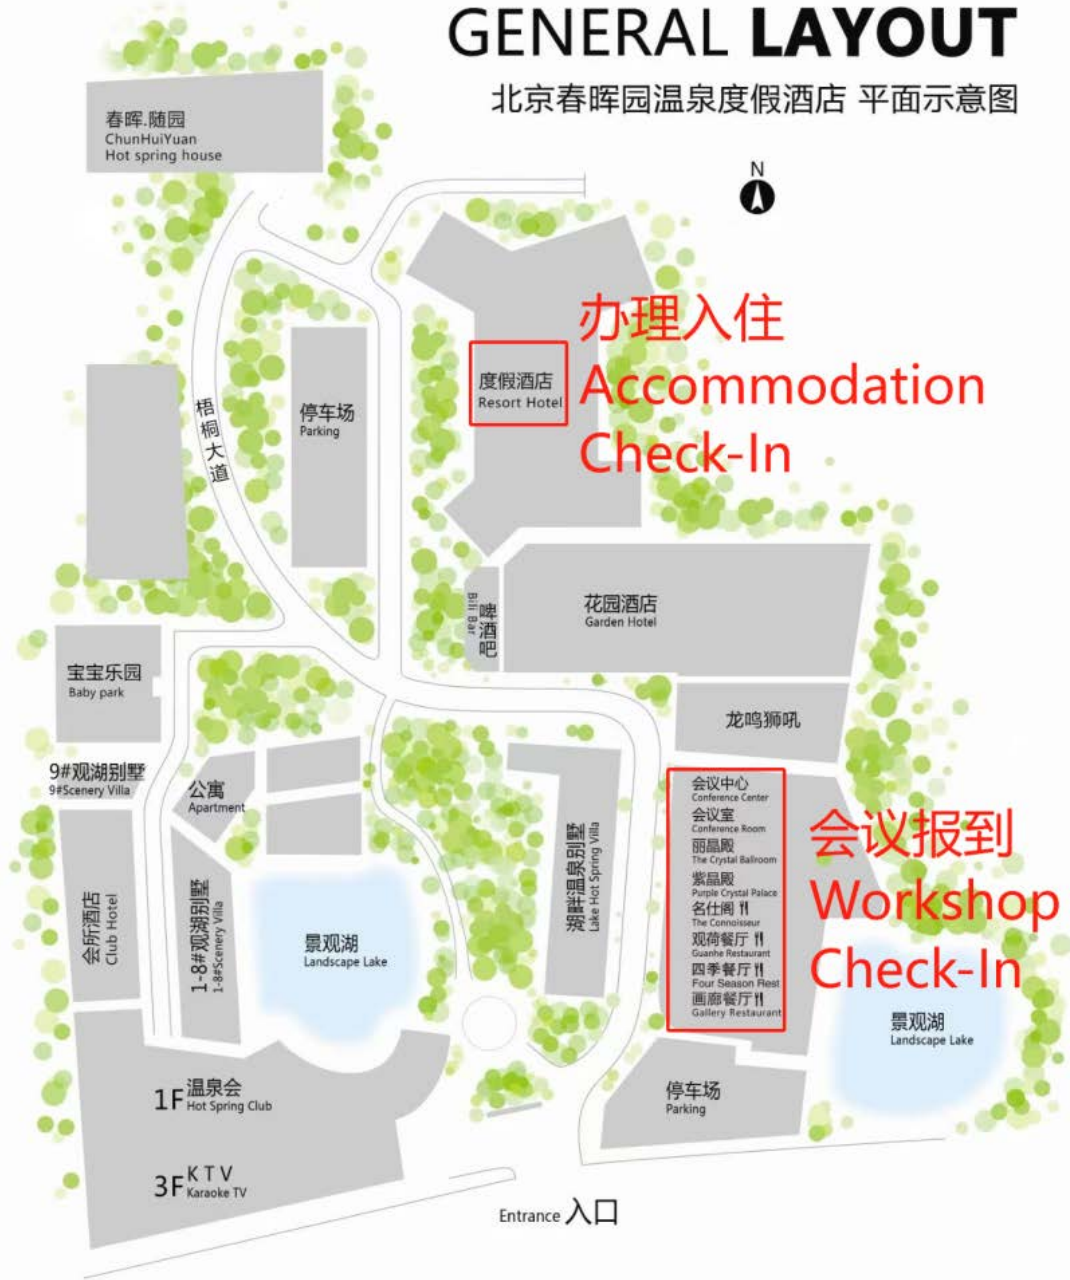 GENERAL LAYOUT
北京春晖园温泉度假酒店 平面示意图
春晖.随园
ChunHuiYuan
Hot spring house
N
办理入住
Accommodation
Check-In
度假酒店
Resort Hotel
停车场
Parking
梧桐大道
花园酒店
Garden Hotel
啤酒吧
Bili Bar
宝宝乐园
Baby park
龙鸣狮吼
9#观湖别墅
9#Scenery Villa
公寓
Apartment
会议中心
Conference Center
会议室
Conference Room
丽晶殿
The Crystal Ballroom
紫晶殿
Purple Crystal Palace
名仕阁
The Connoisseur
观荷餐厅
Guanhe Restaurant
四季餐厅
Four Season Rest
画廊餐厅
Gallery Restaurant
会议报到
Workshop
Check-In
湖畔温泉别墅
Lake Hot Spring Villa
会所酒店
Club Hotel
1-8#观湖别墅
1-8#Scenery Villa
景观湖
Landscape Lake
景观湖
Landscape Lake
1F 温泉会
Hot Spring Club
停车场
Parking
3F KTV
Karaoke TV
Entrance 入口